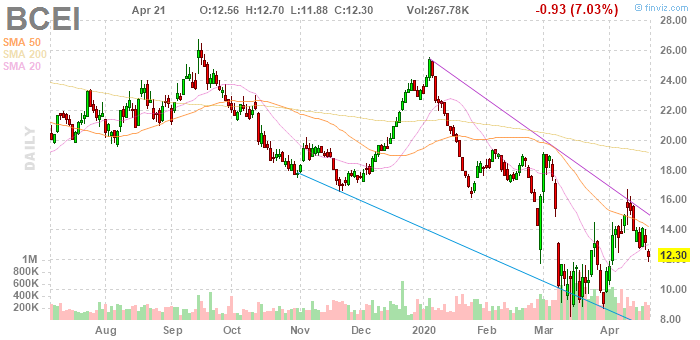 BCEI
Apr 21 O:12.56 H:12.70 L:11.88 C:12.30 Vol:267.78K -0.93 (7.03%)
© finviz.com
SMA 50
SMA 200
SMA 20
DAILY
28.00
26.00
24.00
22.00
20.00
18.00
16.00
14.00
12.30
10.00
8.00
1M
800K
600K
400K
200K
Aug Sep Oct Nov Dec 2020 Feb Mar Apr